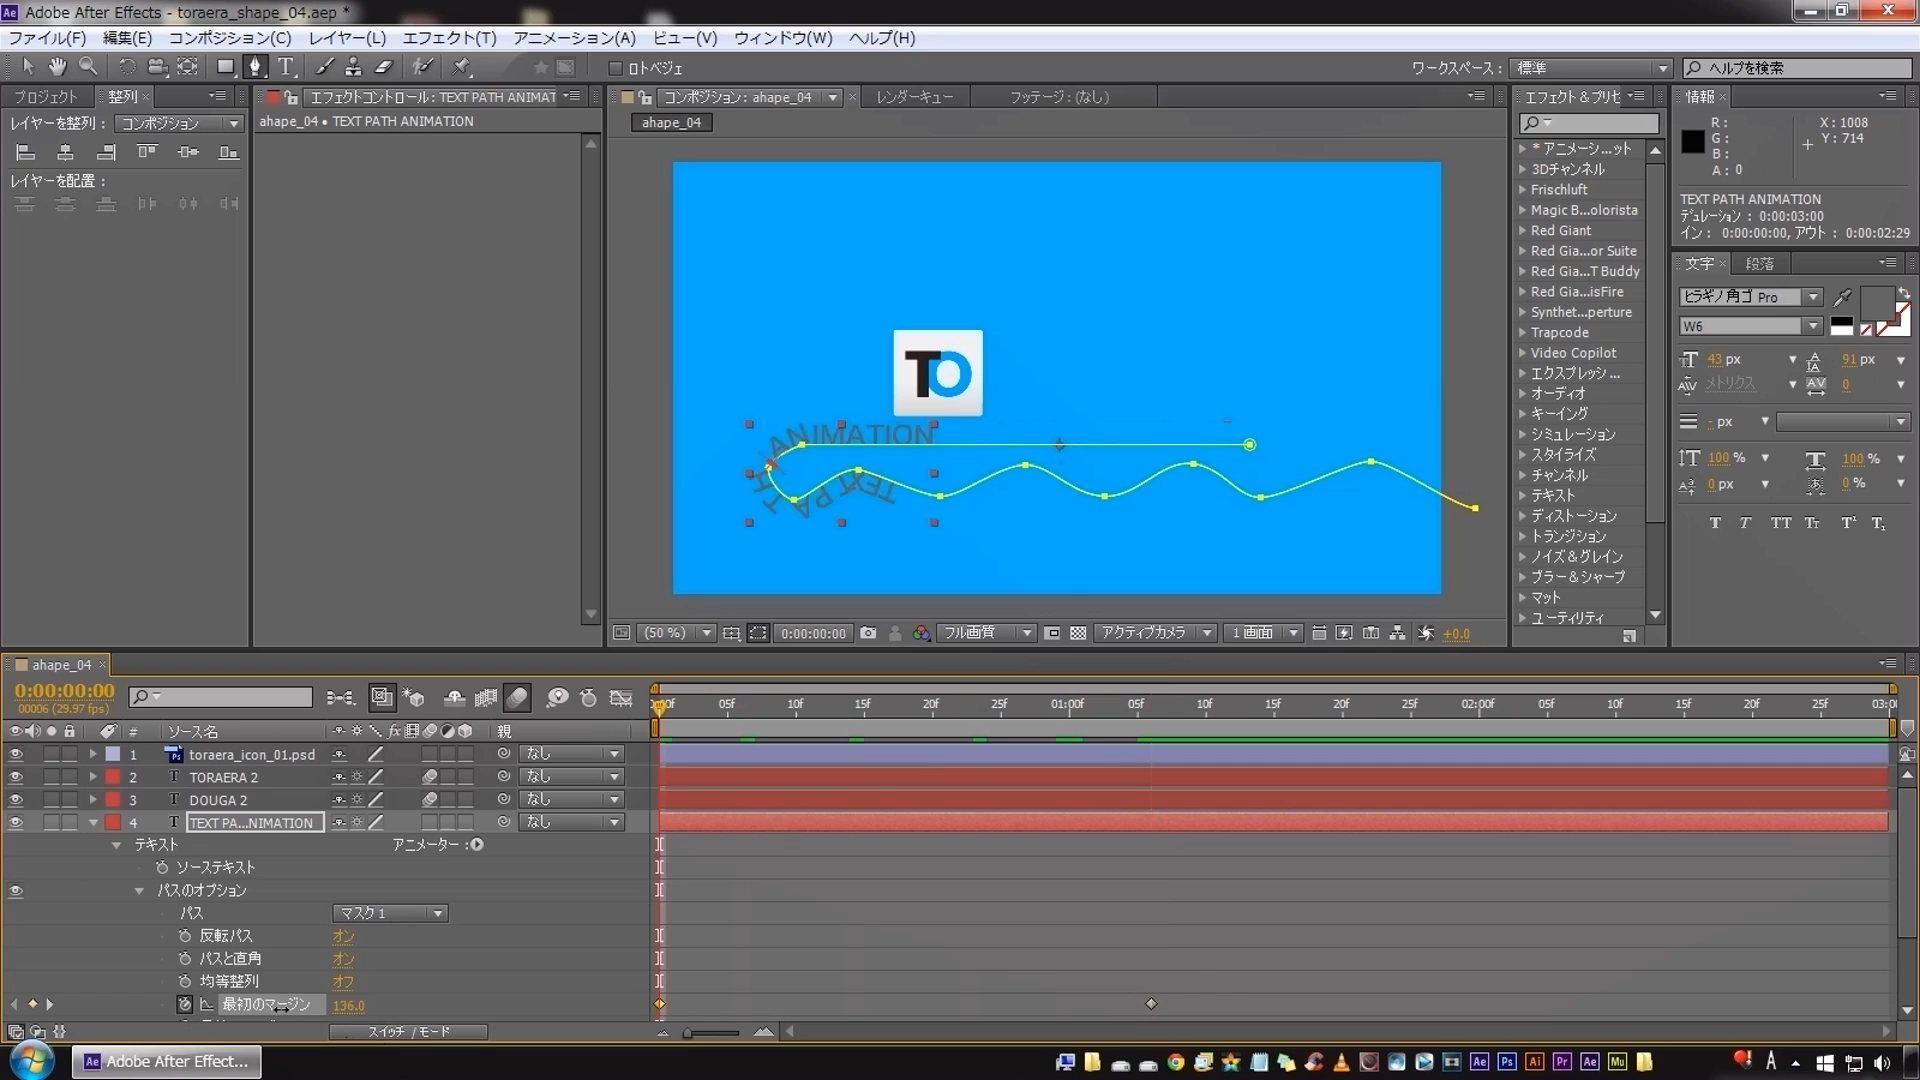 Adobe After Effects - toraera_shape_04.aep *
ファイル(F) 編集(E) コンポジション(C) レイヤー(L) エフェクト(T) アニメーション(A) ビュー(V) ウィンドウ(W) ヘルプ(H)
ロトベジェ
ワークスペース : 標準
ヘルプを検索
プロジェクト 整列
エフェクトコントロール : TEXT PATH ANIMAT
コンポジション : ahape_04
レンダーキュー
フッテージ : (なし)
エフェクト＆プリセ
情報
レイヤーを整列 : コンポジション
レイヤーを配置 :
ahape_04 • TEXT PATH ANIMATION
ahape_04
TO
ANIMATION
TEXT PATH
(50 %) 0:00:00:00 フル画質 アクティブカメラ 1 画面 +0.0
* アニメーシ...ット
3Dチャンネル
Frischluft
Magic B...olorista
Red Giant
Red Gia...or Suite
Red Gia...T Buddy
Red Gia...isFire
Synthet...perture
Trapcode
Video Copilot
エクスプレッシ...
オーディオ
キーイング
シミュレーション
スタイライズ
チャンネル
テキスト
ディストーション
トランジション
ノイズ＆グレイン
ブラー＆シャープ
マット
ユーティリティ
R :
G :
B :
A : 0
X : 1008
Y : 714
TEXT PATH ANIMATION
デュレーション : 0:00:03:00
イン : 0:00:00:00, アウト : 0:00:02:29
文字 段落
ヒラギノ角ゴ Pro
W6
43 px 91 px
メトリクス 0
- px
100 % 100 %
0 px 0 %
T T TT Tт T¹ T₁
ahape_04
0:00:00:00
00006 (29.97 fps)
05f 10f 15f 20f 25f 01:00f 05f 10f 15f 20f 25f 02:00f 05f 10f 15f 20f 25f
# ソース名 親
1 toraera_icon_01.psd なし
2 TORAERA 2 なし
3 DOUGA 2 なし
4 TEXT PA...NIMATION なし
テキスト アニメーター :
ソーステキスト
パスのオプション
パス マスク 1
反転パス オン
パスと直角 オン
均等整列 オフ
最初のマージン 136.0
スイッチ / モード
Adobe After Effect...
Ae Ps Ai Pr Ae Mu A